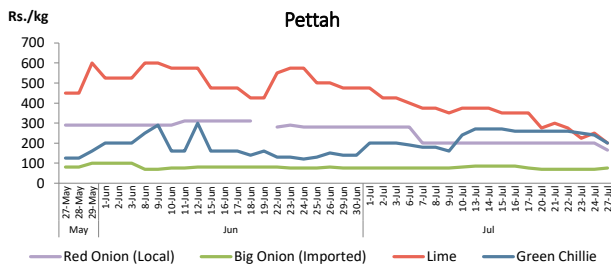 Pettah
Rs./kg
700
600
500
400
300
200
100
0
27-May 28-May 29-May 1-Jun 2-Jun 3-Jun 8-Jun 9-Jun 10-Jun 11-Jun 12-Jun 15-Jun 16-Jun 17-Jun 18-Jun 19-Jun 22-Jun 23-Jun 24-Jun 25-Jun 26-Jun 29-Jun 30-Jun 1-Jul 2-Jul 3-Jul 6-Jul 7-Jul 8-Jul 9-Jul 10-Jul 13-Jul 14-Jul 15-Jul 16-Jul 17-Jul 20-Jul 21-Jul 22-Jul 23-Jul 24-Jul 27-Jul
May Jun Jul
Red Onion (Local) Big Onion (Imported) Lime Green Chillie